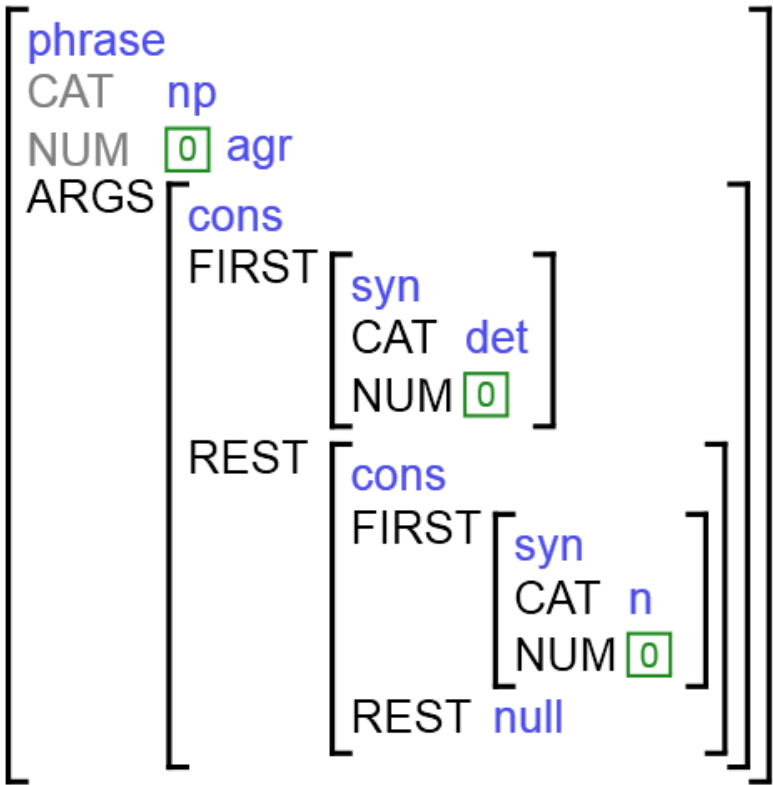 phrase
CAT np
NUM 0 agr
ARGS
cons
FIRST
syn
CAT det
NUM 0
REST
cons
FIRST
syn
CAT n
NUM 0
REST null